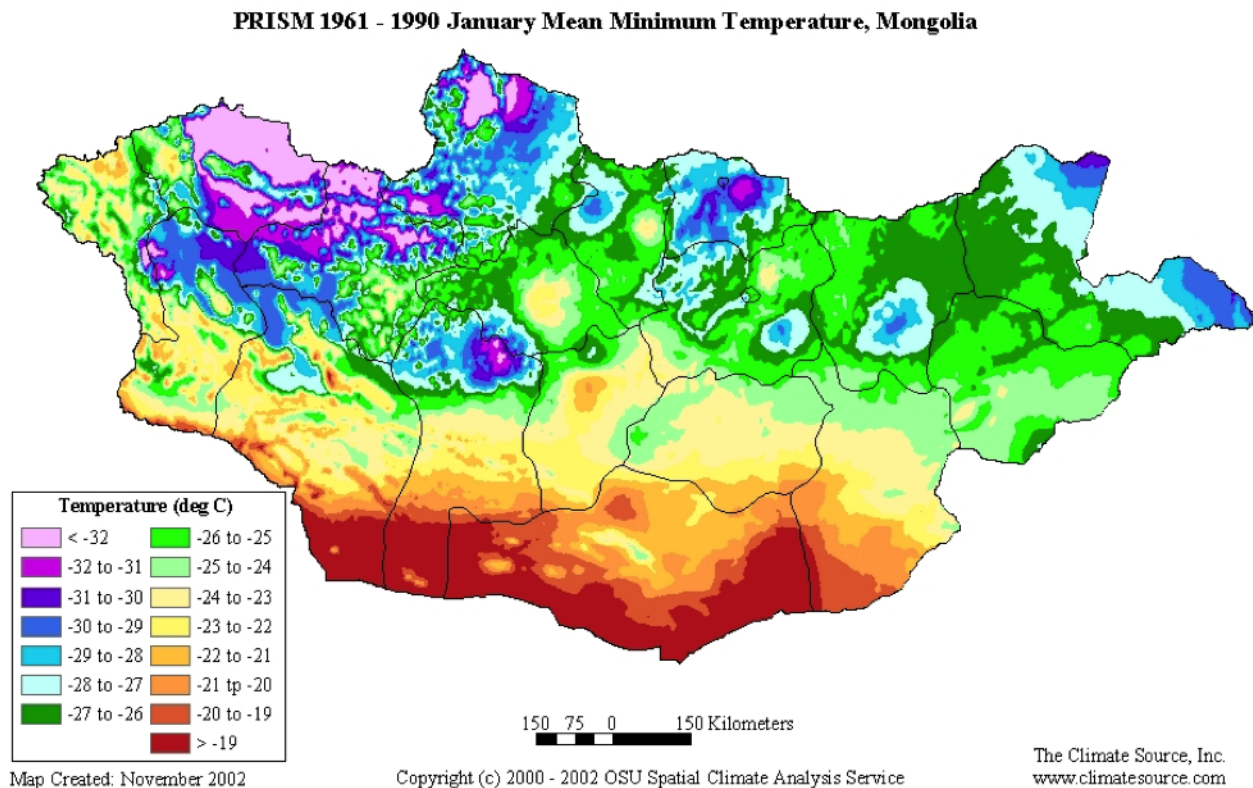 PRISM 1961 - 1990 January Mean Minimum Temperature, Mongolia
Temperature (deg C)
< -32
-32 to -31
-31 to -30
-30 to -29
-29 to -28
-28 to -27
-27 to -26
-26 to -25
-25 to -24
-24 to -23
-23 to -22
-22 to -21
-21 tp -20
-20 to -19
> -19
150 75 0 150 Kilometers
Map Created: November 2002
Copyright (c) 2000 - 2002 OSU Spatial Climate Analysis Service
The Climate Source, Inc.
www.climatesource.com